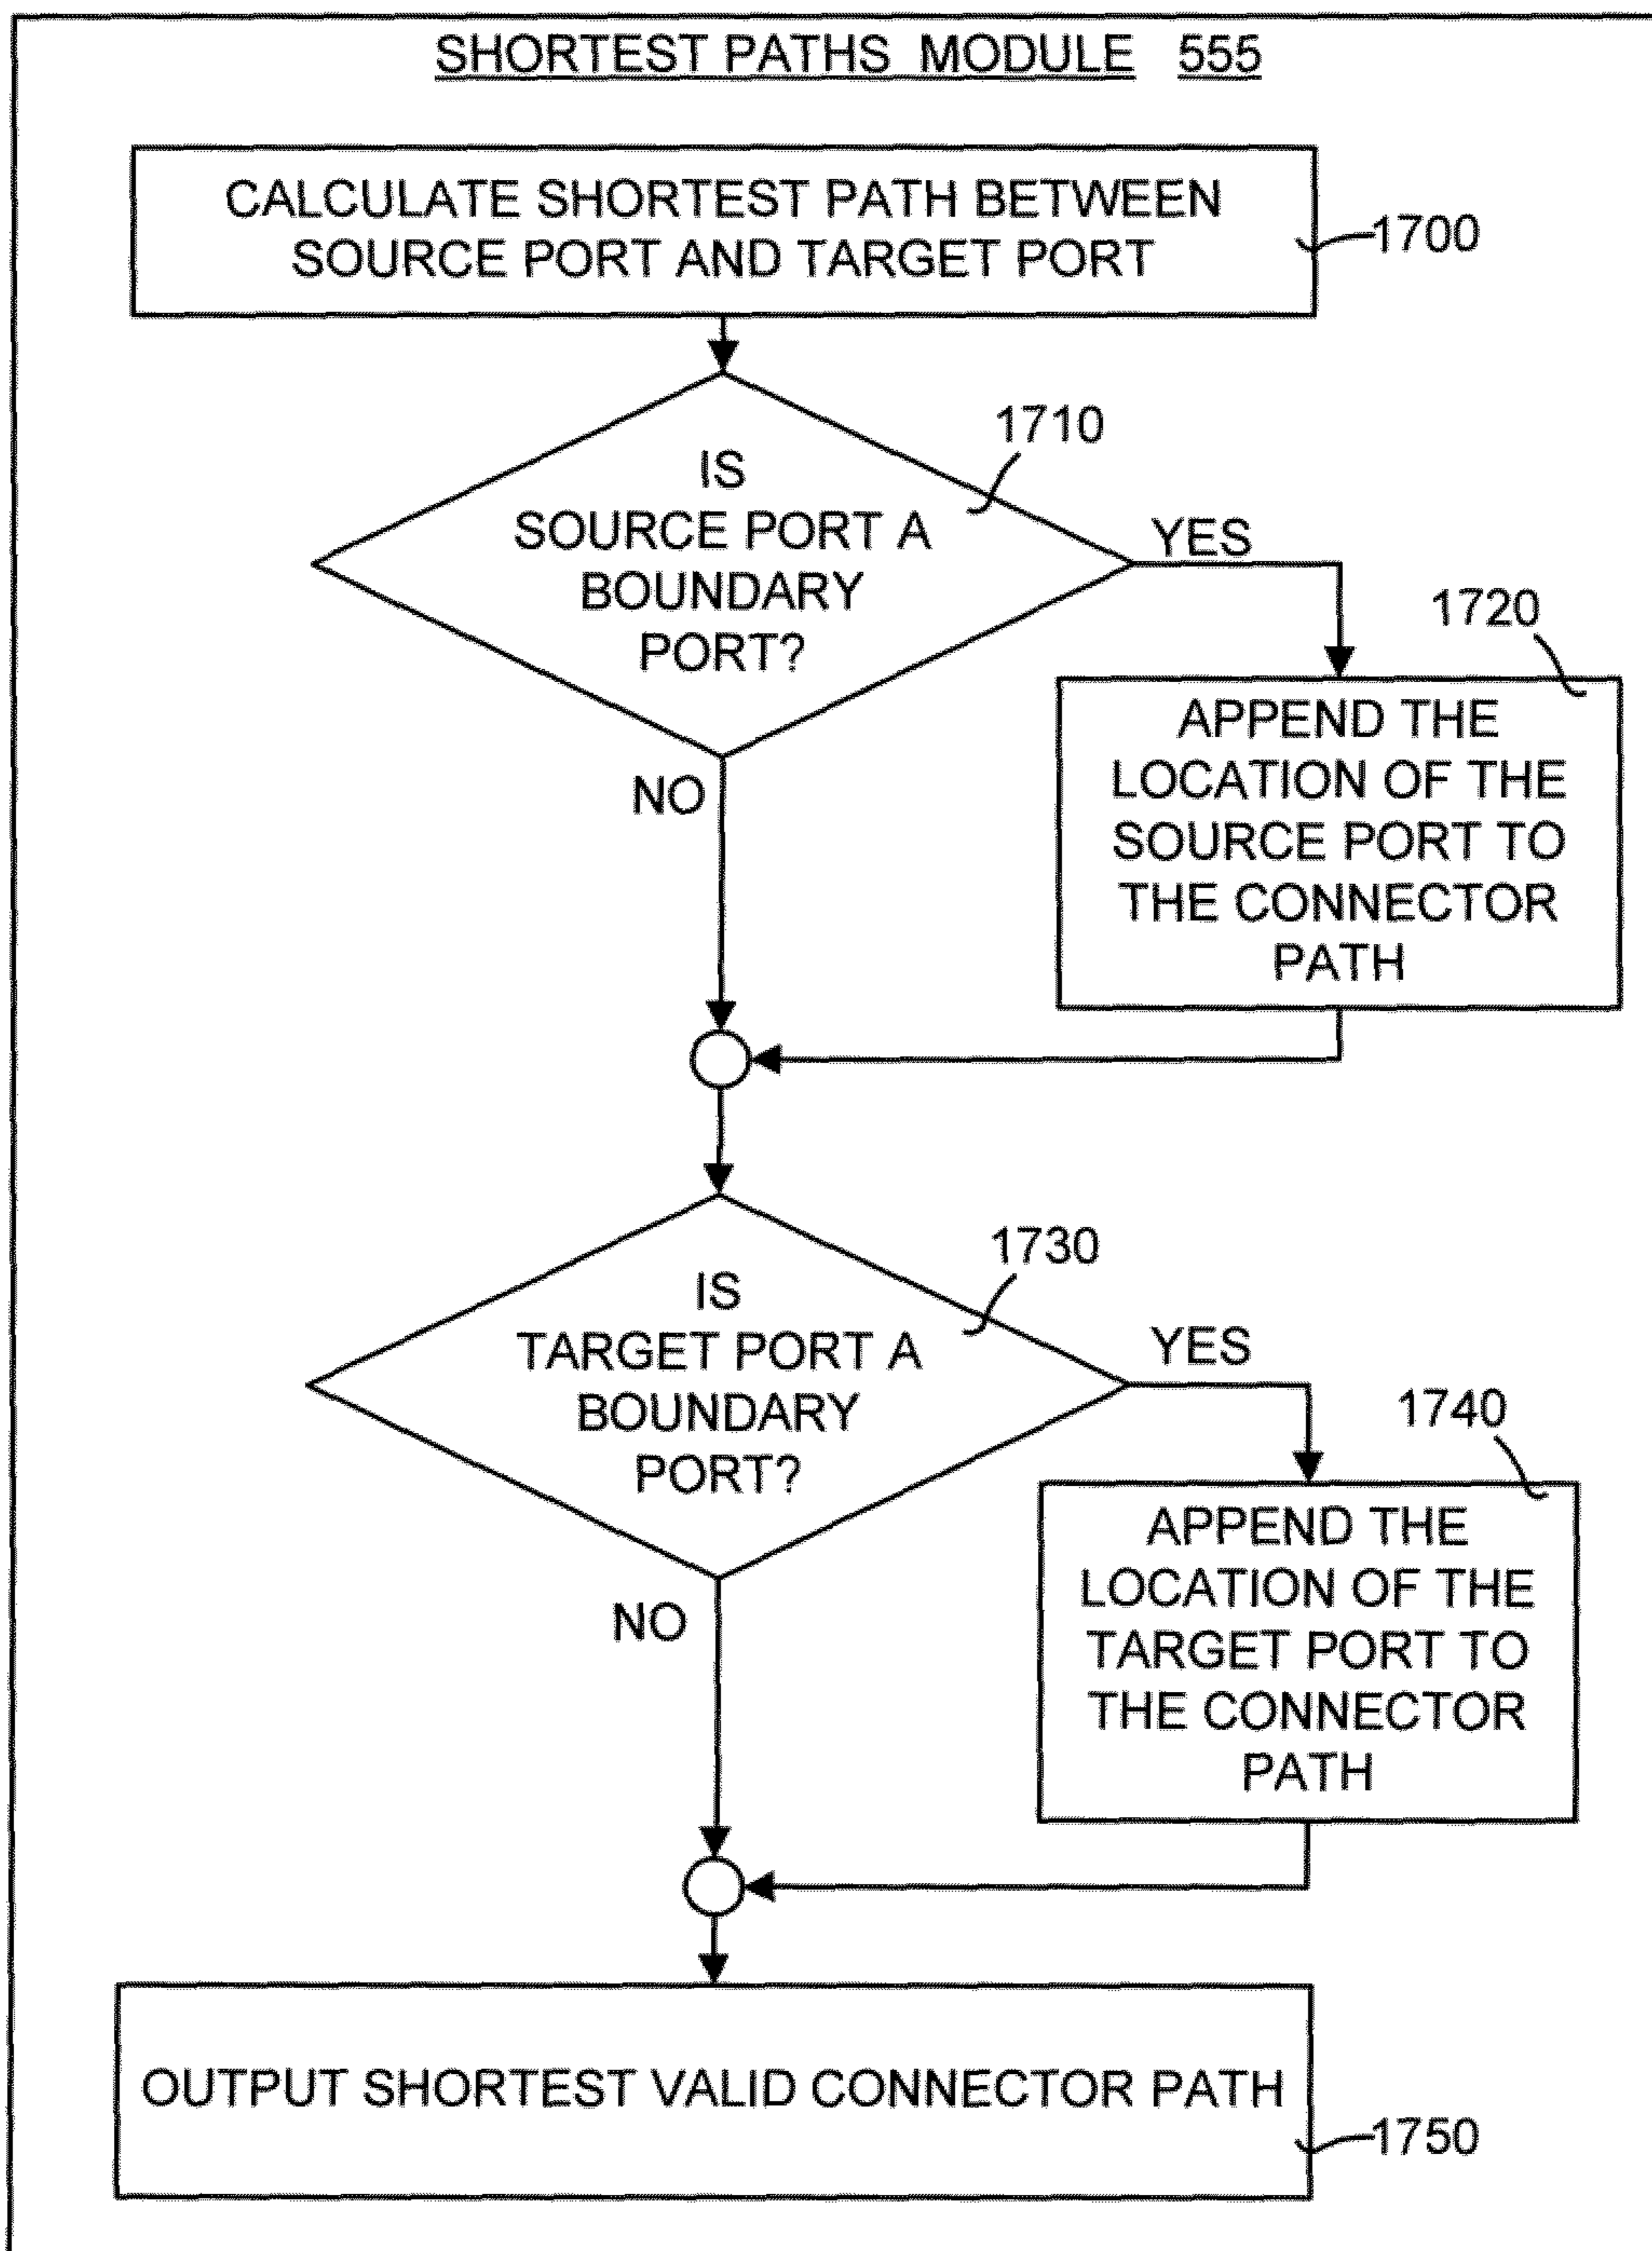 SHORTEST PATHS MODULE 555
CALCULATE SHORTEST PATH BETWEEN
SOURCE PORT AND TARGET PORT
1700
IS
SOURCE PORT A
BOUNDARY
PORT?
1710
YES
NO
1720
APPEND THE
LOCATION OF THE
SOURCE PORT TO
THE CONNECTOR
PATH
IS
TARGET PORT A
BOUNDARY
PORT?
1730
YES
NO
1740
APPEND THE
LOCATION OF THE
TARGET PORT TO
THE CONNECTOR
PATH
OUTPUT SHORTEST VALID CONNECTOR PATH
1750